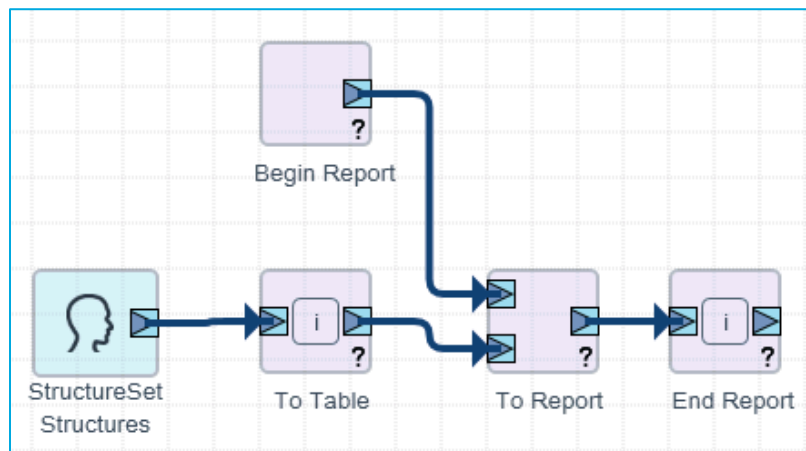 ?
Begin Report
i
?
?
i
?
StructureSet
Structures
To Table
To Report
End Report